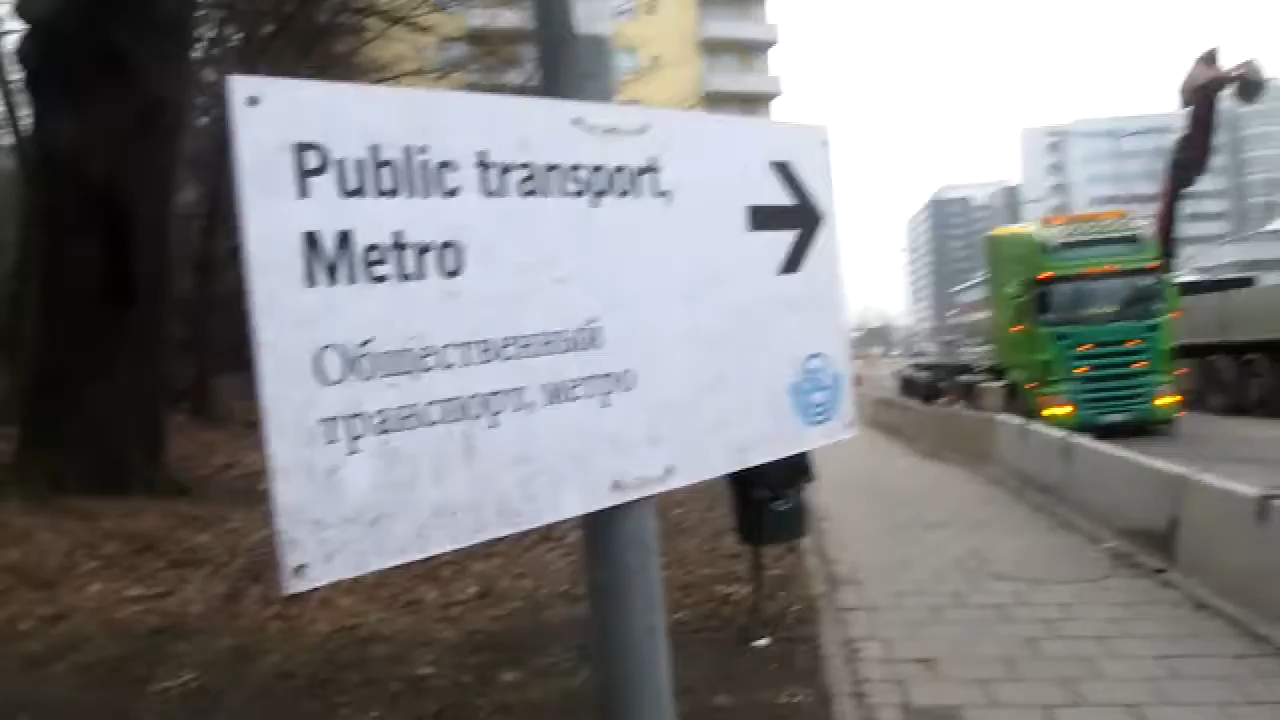 Public transport,
Metro
Общественный
транспорт, метро